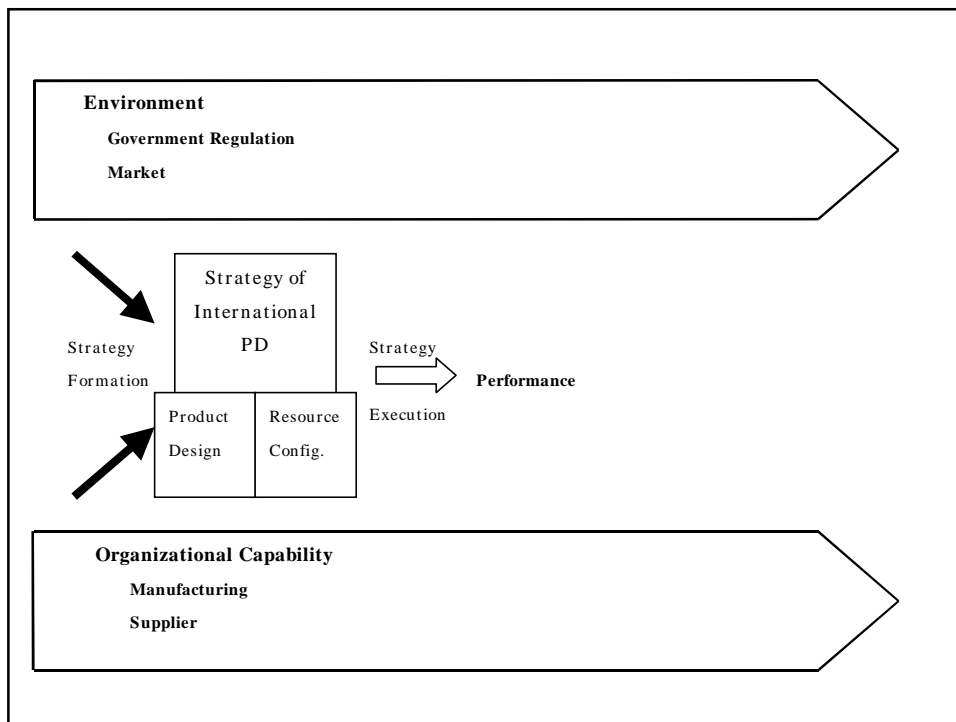 Environment
Government Regulation
Market
Strategy of
International
PD
Strategy
Formation
Product
Design
Resource
Config.
Strategy
Execution
Performance
Organizational Capability
Manufacturing
Supplier